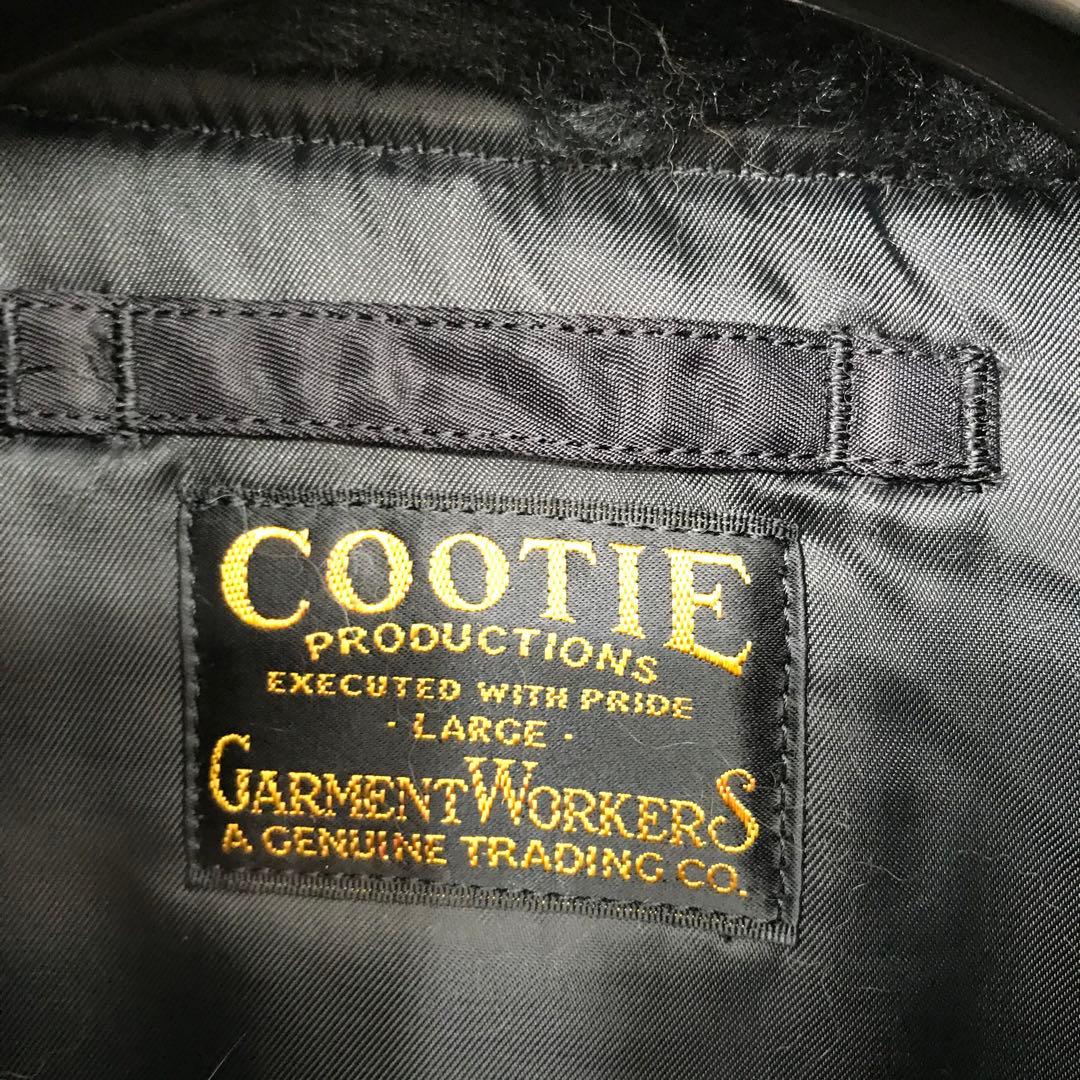 COOTIE
PRODUCTIONS
EXECUTED WITH PRIDE
· LARGE ·
GARMENT WORKERS
A GENUINE TRADING CO.